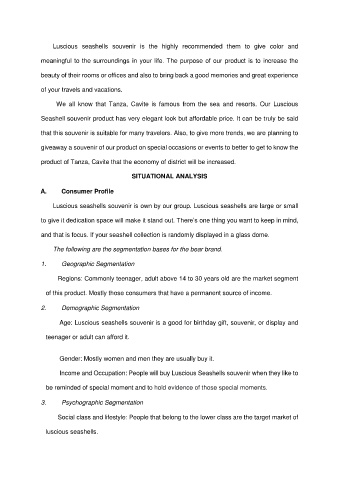 Luscious seashells souvenir is the highly recommended them to give color and
meaningful to the surroundings in your life. The purpose of our product is to increase the
beauty of their rooms or offices and also to bring back a good memories and great experience
of your travels and vacations.
We all know that Tanza, Cavite is famous from the sea and resorts. Our Luscious
Seashell souvenir product has very elegant look but affordable price. It can be truly be said
that this souvenir is suitable for many travelers. Also, to give more trends, we are planning to
giveaway a souvenir of our product on special occasions or events to better to get to know the
product of Tanza, Cavite that the economy of district will be increased.
SITUATIONAL ANALYSIS
A. Consumer Profile
Luscious seashells souvenir is own by our group. Luscious seashells are large or small
to give it dedication space will make it stand out. There's one thing you want to keep in mind,
and that is focus. If your seashell collection is randomly displayed in a glass dome.
The following are the segmentation bases for the bear brand.
1. Geographic Segmentation
Regions: Commonly teenager, adult above 14 to 30 years old are the market segment
of this product. Mostly those consumers that have a permanent source of income.
2. Demographic Segmentation
Age: Luscious seashells souvenir is a good for birthday gift, souvenir, or display and
teenager or adult can afford it.
Gender: Mostly women and men they are usually buy it.
Income and Occupation: People will buy Luscious Seashells souvenir when they like to
be reminded of special moment and to hold evidence of those special moments.
3. Psychographic Segmentation
Social class and lifestyle: People that belong to the lower class are the target market of
luscious seashells.